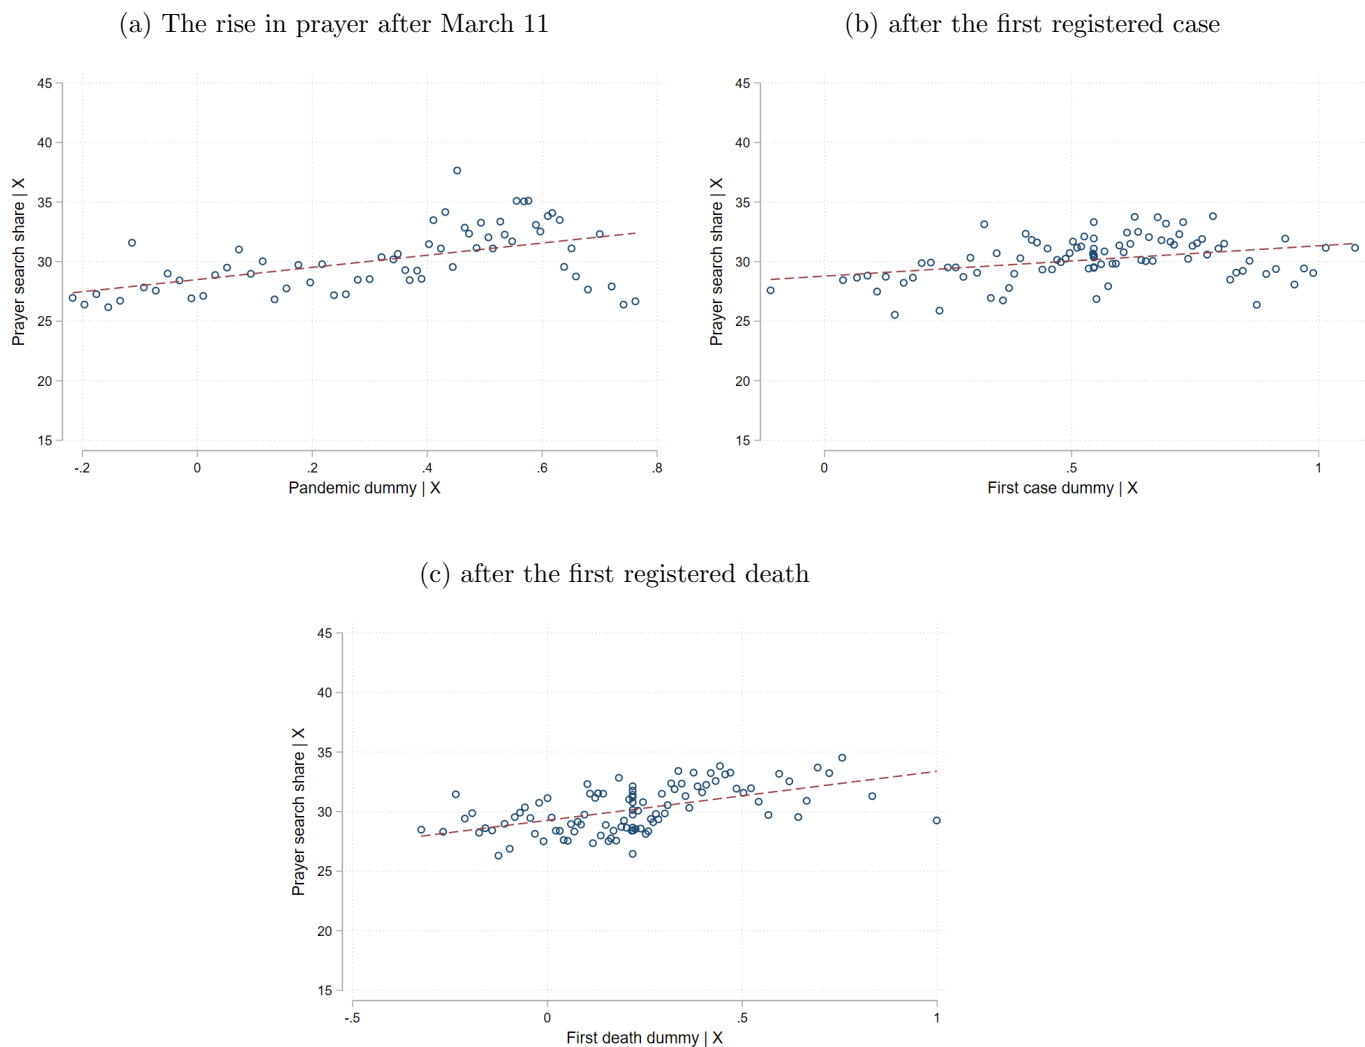 (a) The rise in prayer after March 11
45
40
35
30
25
20
15
Prayer search share | X
-.2 0 .2 .4 .6 .8
Pandemic dummy | X
(b) after the first registered case
45
40
35
30
25
20
15
Prayer search share | X
0 .5 1
First case dummy | X
(c) after the first registered death
45
40
35
30
25
20
15
Prayer search share | X
-.5 0 .5 1
First death dummy | X